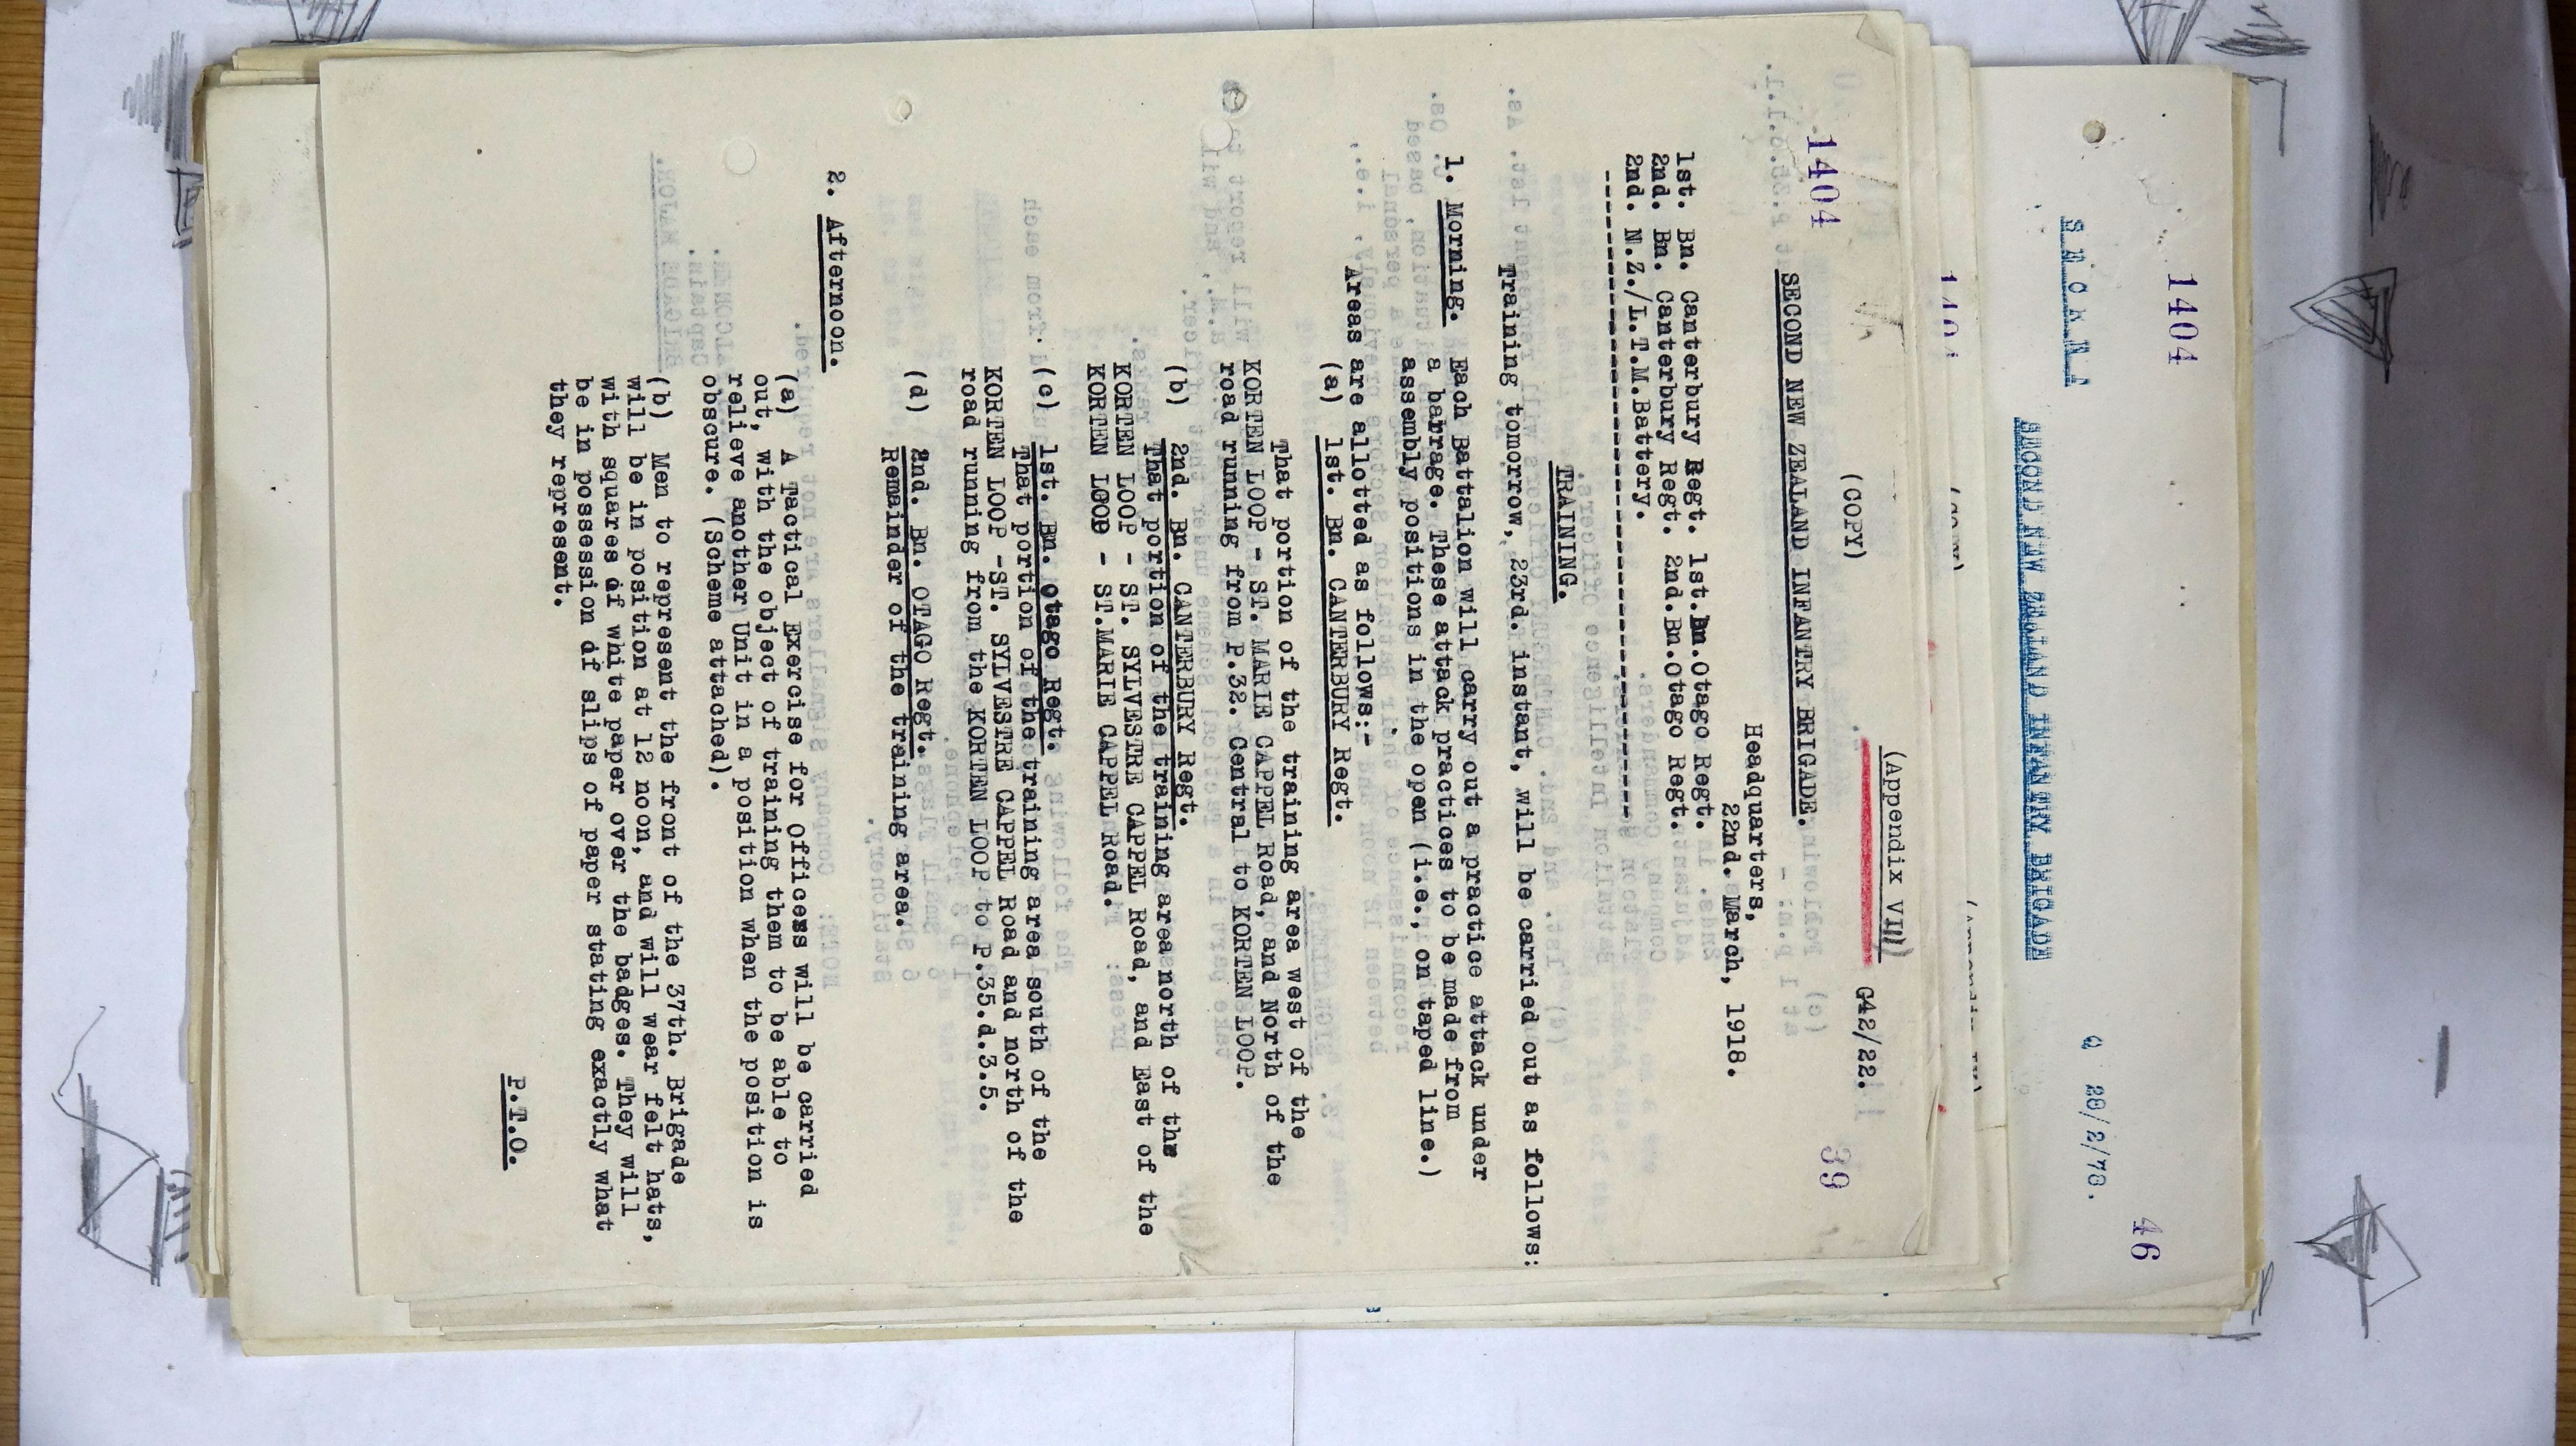 1404
46
SECRET
Q 20/2/78.
SECOND NEW ZEALAND INFANTRY BRIGADE
(Appendix VIII)
1404
(COPY)
G42/22.
39
SECOND NEW ZEALAND INFANTRY BRIGADE.
Headquarters,
22nd. March, 1918.
1st. Bn. Canterbury Regt. 1st.Bn.Otago Regt.
2nd. Bn. Canterbury Regt. 2nd.Bn.Otago Regt.
2nd. N.Z./L.T.M.Battery.
TRAINING.
Training tomorrow, 23rd. instant, will be carried out as follows:
1. Morning. Each Battalion will carry out a practice attack under
a barrage. These attack practices to be made from
assembly positions in the open (i.e., on taped line.)
Areas are allotted as follows:-
(a) 1st. Bn. CANTERBURY Regt.
That portion of the training area west of the
KORTEN LOOP - ST. MARIE CAPPEL Road, and North of the
road running from P.32. Central to KORTEN LOOP.
(b) 2nd. Bn. CANTERBURY Regt.
That portion of the training area north of the
KORTEN LOOP - ST. SYLVESTRE CAPPEL Road, and East of the
KORTEN LOOP - ST.MARIE CAPPEL Road.
(c) 1st. Bn. Otago Regt.
That portion of the training area south of the
KORTEN LOOP -ST. SYLVESTRE CAPPEL Road and north of the
road running from the KORTEN LOOP to P.35.d.3.5.
(d) 2nd. Bn. OTAGO Regt.
Remainder of the training area.
2. Afternoon.
(a) A Tactical Exercise for Officers will be carried
out, with the object of training them to be able to
relieve another Unit in a position when the position is
obscure. (Scheme attached).
(b) Men to represent the front of the 37th. Brigade
will be in position at 12 noon, and will wear felt hats,
with squares of white paper over the badges. They will
be in possession of slips of paper stating exactly what
they represent.
P.T.O.